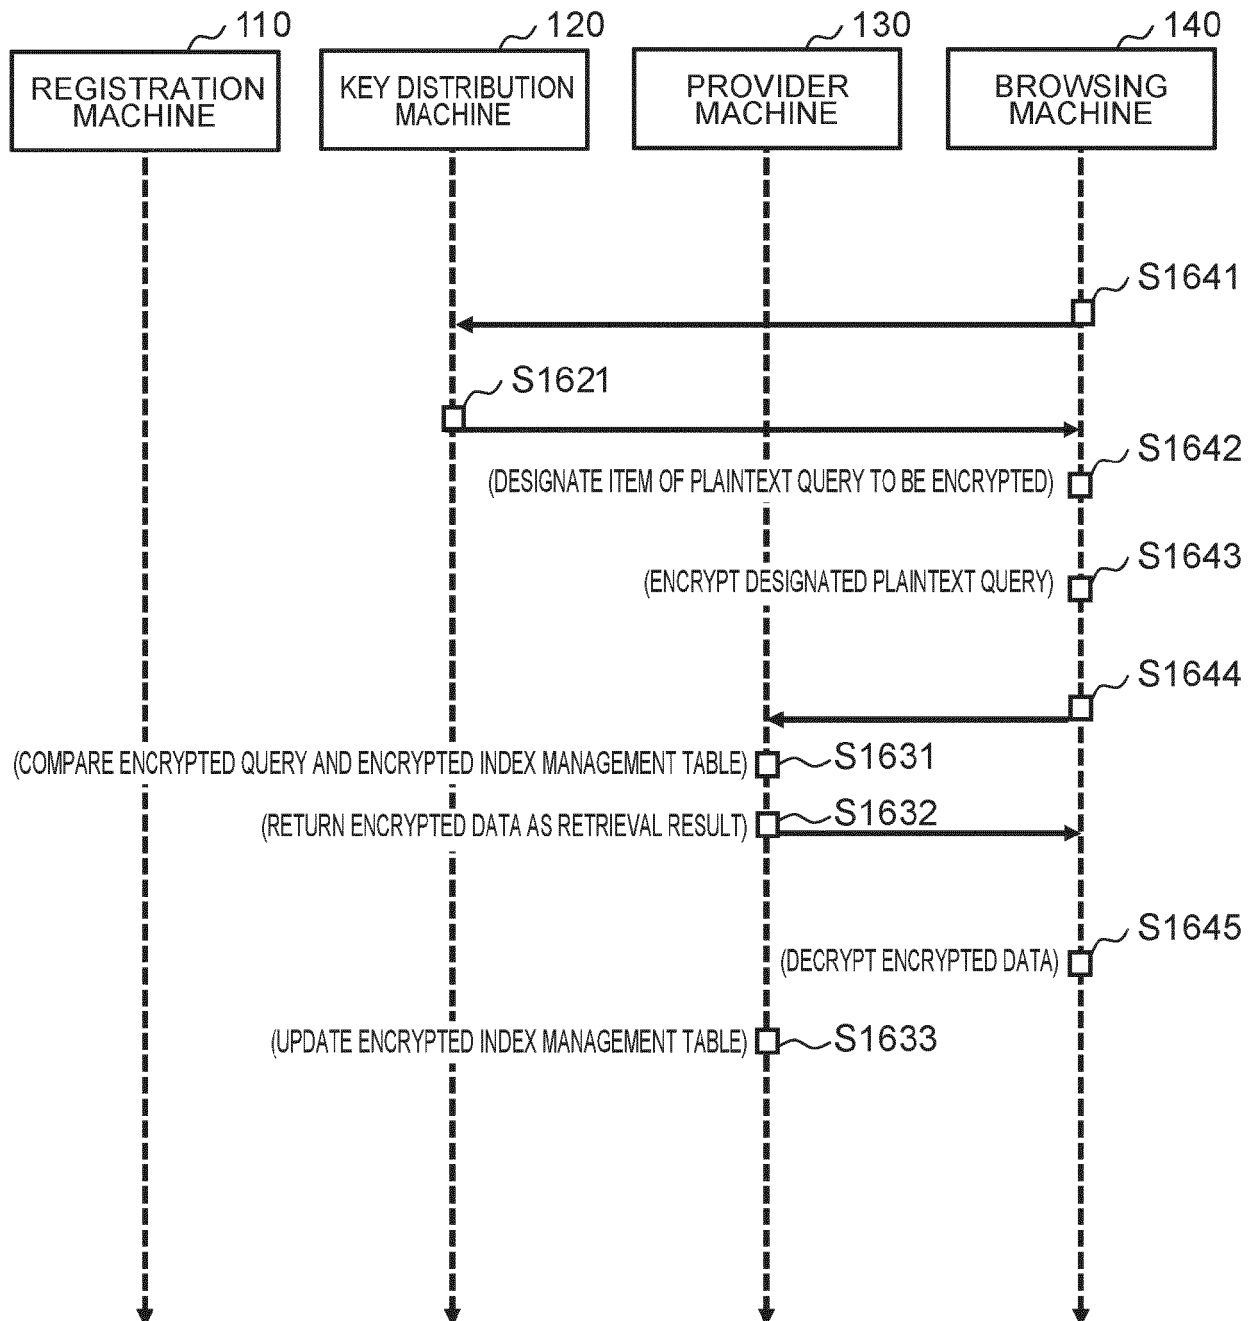 110
120
130
140
REGISTRATION
MACHINE
KEY DISTRIBUTION
MACHINE
PROVIDER
MACHINE
BROWSING
MACHINE
S1641
S1621
S1642
(DESIGNATE ITEM OF PLAINTEXT QUERY TO BE ENCRYPTED)
S1643
(ENCRYPT DESIGNATED PLAINTEXT QUERY)
S1644
(COMPARE ENCRYPTED QUERY AND ENCRYPTED INDEX MANAGEMENT TABLE)
S1631
(RETURN ENCRYPTED DATA AS RETRIEVAL RESULT)
S1632
S1645
(DECRYPT ENCRYPTED DATA)
(UPDATE ENCRYPTED INDEX MANAGEMENT TABLE)
S1633